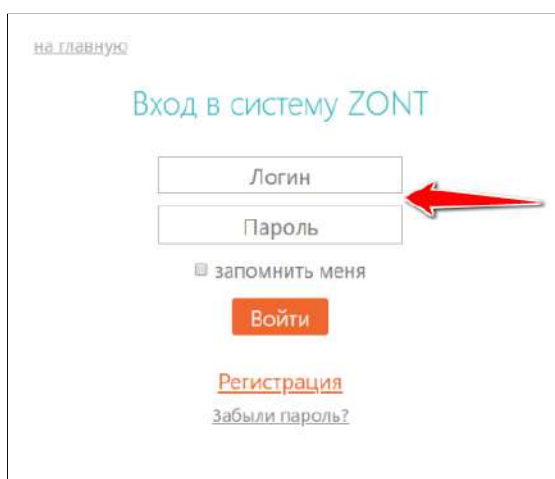 на главную
Вход в систему ZONT
Логин
Пароль
запомнить меня
Войти
Регистрация
Забыли пароль?